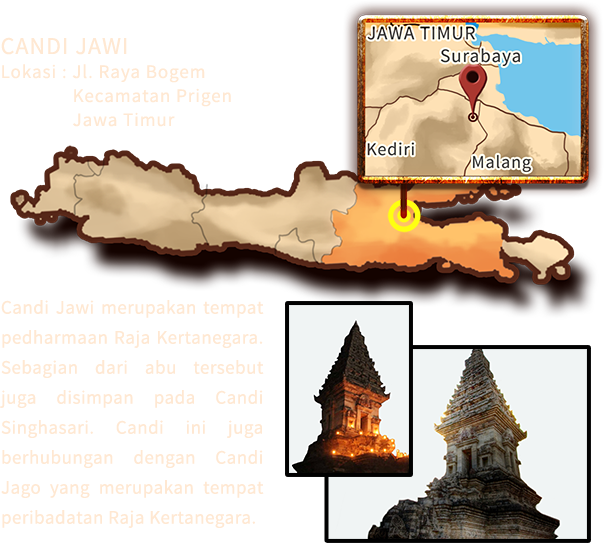 CANDI JAWI
Lokasi : Jl. Raya Bogem
Kecamatan Prigen
Jawa Timur
JAWA TIMUR
Surabaya
Kediri
Malang
Candi Jawi merupakan tempat
pedharmaan Raja Kertanegara.
Sebagian dari abu tersebut
juga disimpan pada Candi
Singhasari. Candi ini juga
berhubungan dengan Candi
Jago yang merupakan tempat
peribadatan Raja Kertanegara.